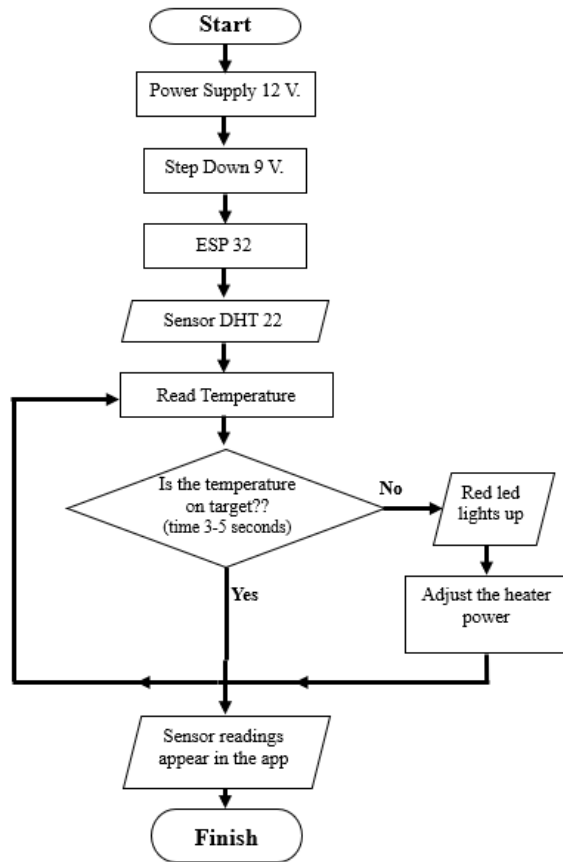 Start
Power Supply 12 V.
Step Down 9 V.
ESP 32
Sensor DHT 22
Read Temperature
Is the temperature
on target??
(time 3-5 seconds)
No
Red led
lights up
Yes
Adjust the heater
power
Sensor readings
appear in the app
Finish